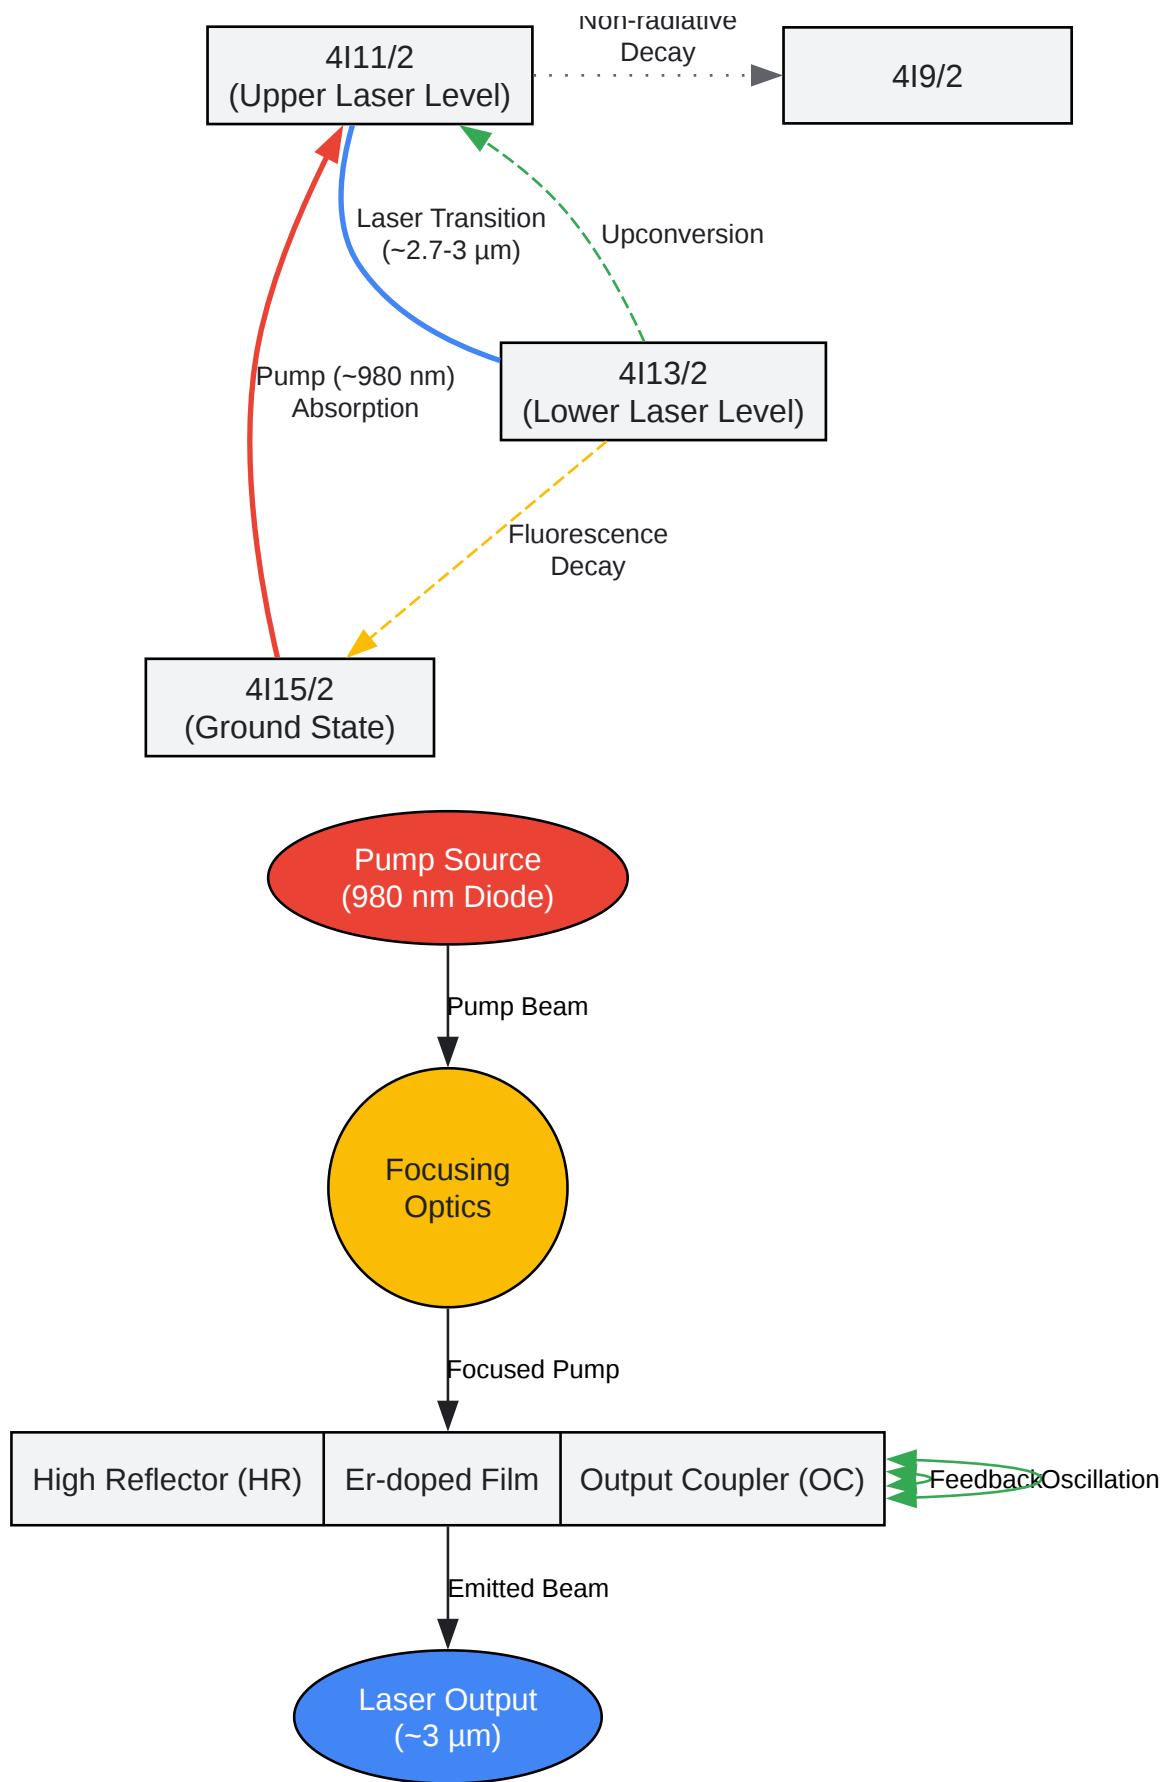 Non-radiative
Decay
4I11/2
(Upper Laser Level)
4I9/2
Laser Transition
(~2.7-3 µm)
Upconversion
Pump (~980 nm)
Absorption
4I13/2
(Lower Laser Level)
Fluorescence
Decay
4I15/2
(Ground State)
Pump Source
(980 nm Diode)
Pump Beam
Focusing
Optics
Focused Pump
High Reflector (HR)
Er-doped Film
Output Coupler (OC)
Feedback
Oscillation
Emitted Beam
Laser Output
(~3 µm)